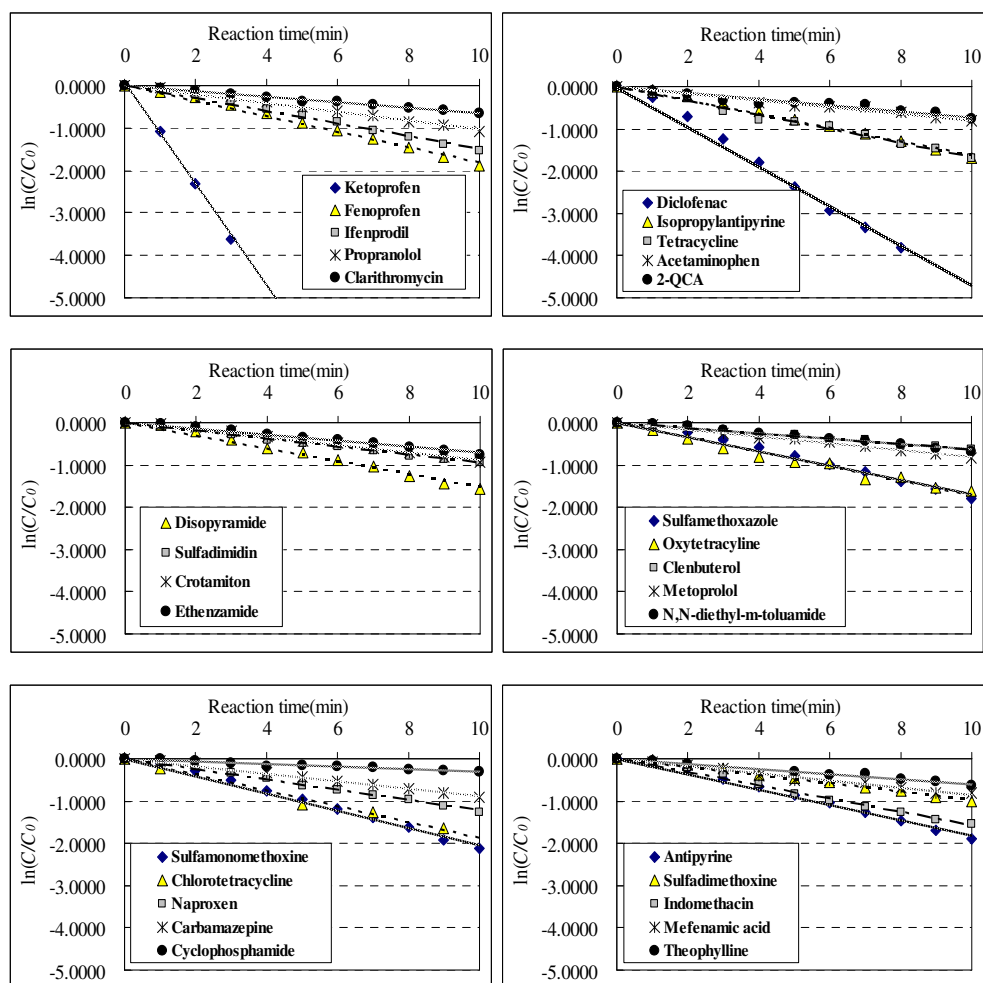 Reaction time(min)
0 2 4 6 8 10
0.0000
-1.0000
-2.0000
-3.0000
-4.0000
-5.0000
ln(C/C0)
Ketoprofen
Fenoprofen
Ifenprodil
Propranolol
Clarithromycin
Reaction time(min)
0 2 4 6 8 10
0.0000
-1.0000
-2.0000
-3.0000
-4.0000
-5.0000
ln(C/C0)
Diclofenac
Isopropylantipyrine
Tetracycline
Acetaminophen
2-QCA
Reaction time(min)
0 2 4 6 8 10
0.0000
-1.0000
-2.0000
-3.0000
-4.0000
-5.0000
ln(C/C0)
Disopyramide
Sulfadimidin
Crotamiton
Ethenzamide
Reaction time(min)
0 2 4 6 8 10
0.0000
-1.0000
-2.0000
-3.0000
-4.0000
-5.0000
ln(C/C0)
Sulfamethoxazole
Oxytetracyline
Clenbuterol
Metoprolol
N,N-diethyl-m-toluamide
Reaction time(min)
0 2 4 6 8 10
0.0000
-1.0000
-2.0000
-3.0000
-4.0000
-5.0000
ln(C/C0)
Sulfamonomethoxine
Chlorotetracycline
Naproxen
Carbamazepine
Cyclophosphamide
Reaction time(min)
0 2 4 6 8 10
0.0000
-1.0000
-2.0000
-3.0000
-4.0000
-5.0000
ln(C/C0)
Antipyrine
Sulfadimethoxine
Indomethacin
Mefenamic acid
Theophylline